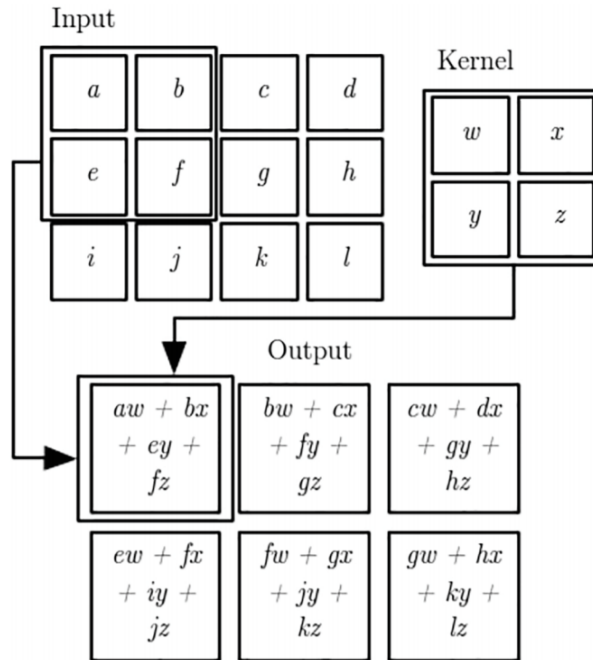 Input
Kernel
a b c d
w x
e f g h
y z
i j k l
Output
aw + bx bw + cx cw + dx
+ ey + + fy + + gy +
fz gz hz
ew + fx fw + gx gw + hx
+ iy + + jy + + ky +
jz kz lz